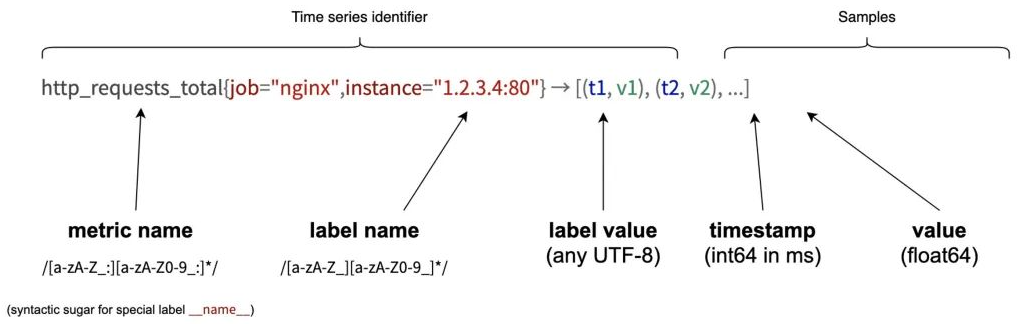 Time series identifier
Samples
http_requests_total{job="nginx",instance="1.2.3.4:80"} → [(t1, v1), (t2, v2), ...]
metric name
label name
label value
timestamp
value
(any UTF-8)
(int64 in ms)
(float64)
/[a-zA-Z_:][a-zA-Z0-9_:]*/
/[a-zA-Z_][a-zA-Z0-9_]*/
(syntactic sugar for special label __name__)